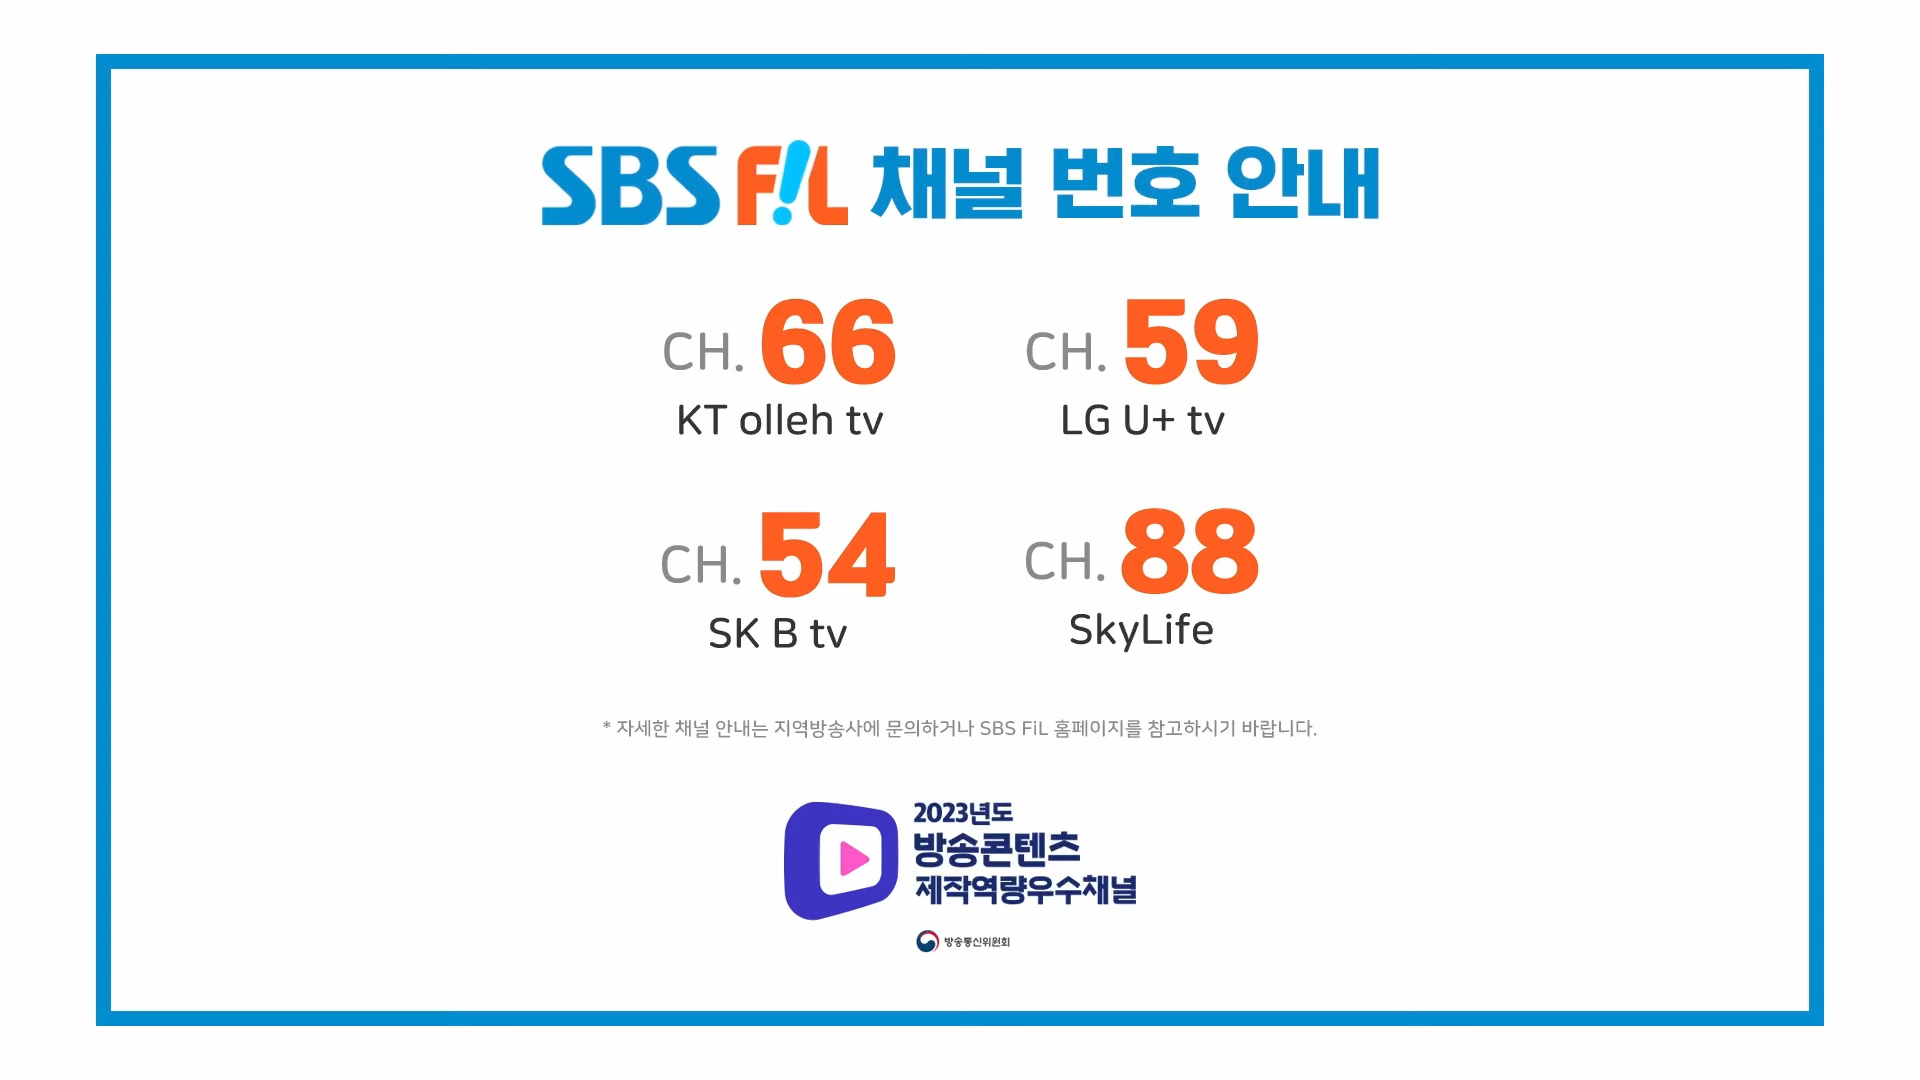 SBS FiL 채널 번호 안내
CH. 66
KT olleh tv
CH. 59
LG U+ tv
CH. 54
SK B tv
CH. 88
SkyLife
* 자세한 채널 안내는 지역방송사에 문의하거나 SBS FiL 홈페이지를 참고하시기 바랍니다.
2023년도
방송콘텐츠
제작역량우수채널
방송통신위원회